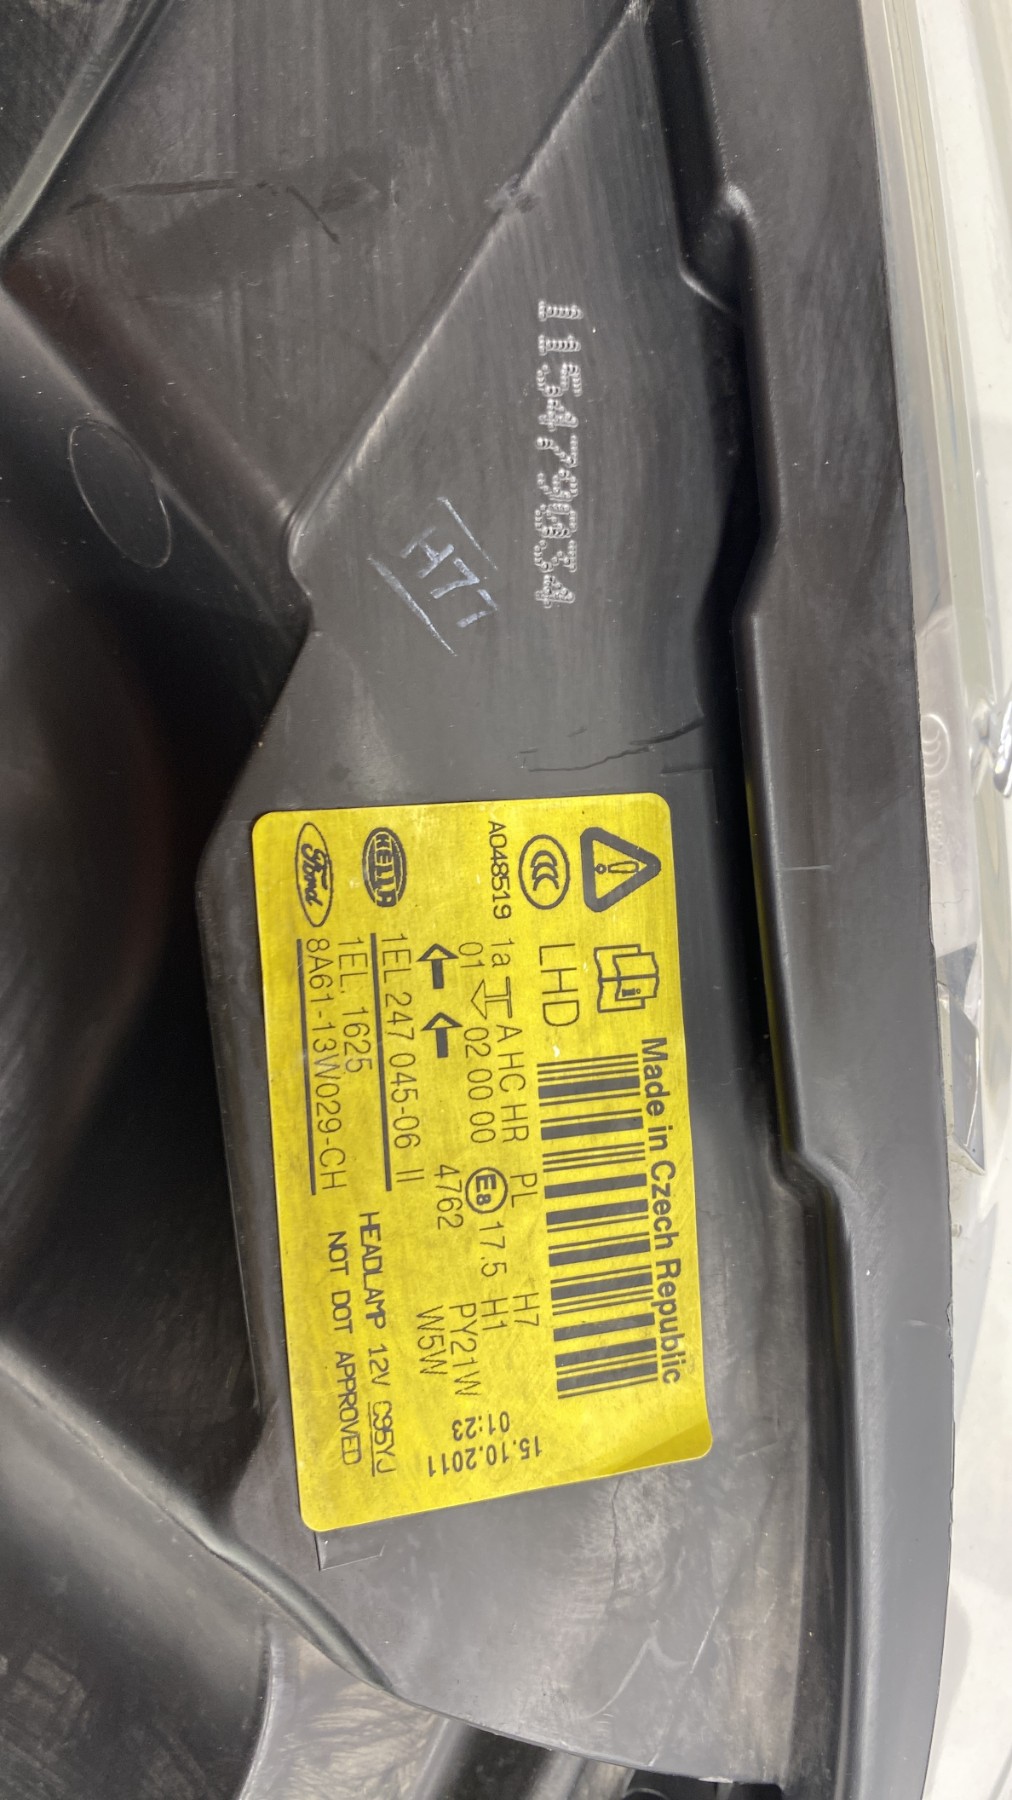 115479834
H77
Made in Czech Republic
LHD
CCC
A048519
1a A HC HR PL H7
01 02 00 00 E8 17.5 H1
4762 PY21W
W5W
15.10.2011
01:23
HELLA
1EL 247 045-06 II
1EL. 1625
HEADLAMP 12V C95YJ
NOT DOT APPROVED
Ford
8A61-13W029-CH